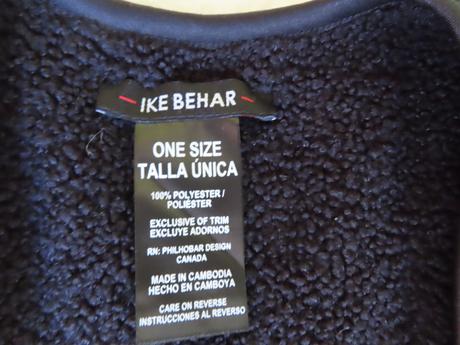 IKE BEHAR
ONE SIZE
TALLA ÚNICA
100% POLYESTER /
POLIÉSTER
EXCLUSIVE OF TRIM
EXCLUYE ADORNOS
RN: PHILHOBAR DESIGN
CANADA
MADE IN CAMBODIA
HECHO EN CAMBOYA
CARE ON REVERSE
INSTRUCCIONES AL REVERSO